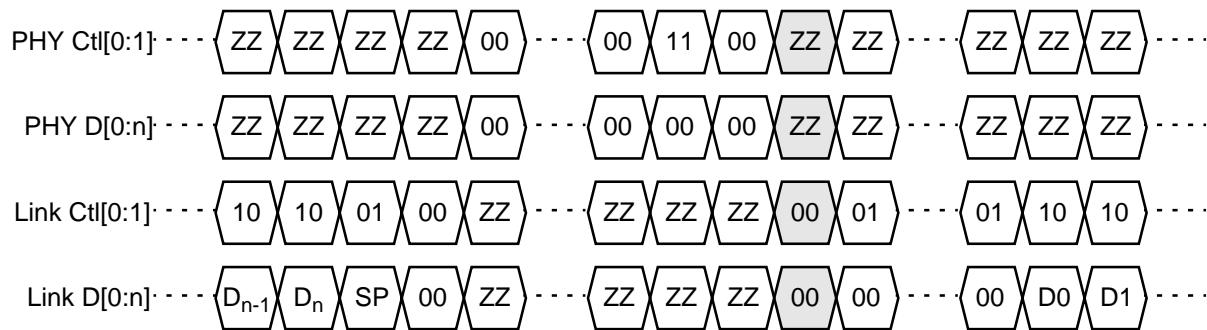 PHY Ctl[0:1] ZZ ZZ ZZ ZZ 00 00 11 00 ZZ ZZ ZZ ZZ ZZ
PHY D[0:n] ZZ ZZ ZZ ZZ 00 00 00 00 ZZ ZZ ZZ ZZ ZZ
Link Ctl[0:1] 10 10 01 00 ZZ ZZ ZZ ZZ 00 01 01 10 10
Link D[0:n] Dn-1 Dn SP 00 ZZ ZZ ZZ ZZ 00 00 00 D0 D1